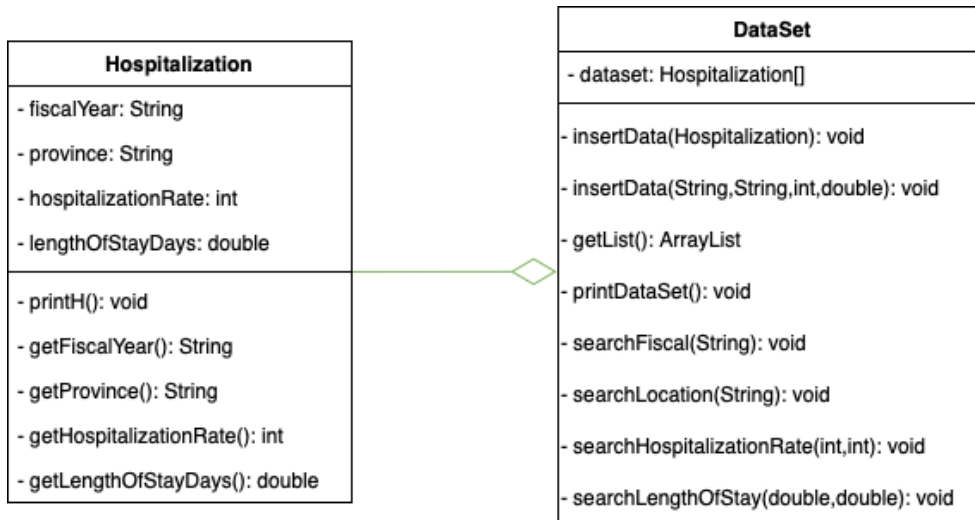 Hospitalization
- fiscalYear: String
- province: String
- hospitalizationRate: int
- lengthOfStayDays: double
- printH(): void
- getFiscalYear(): String
- getProvince(): String
- getHospitalizationRate(): int
- getLengthOfStayDays(): double
DataSet
- dataset: Hospitalization[]
- insertData(Hospitalization): void
- insertData(String,String,int,double): void
- getList(): ArrayList
- printDataSet(): void
- searchFiscal(String): void
- searchLocation(String): void
- searchHospitalizationRate(int,int): void
- searchLengthOfStay(double,double): void